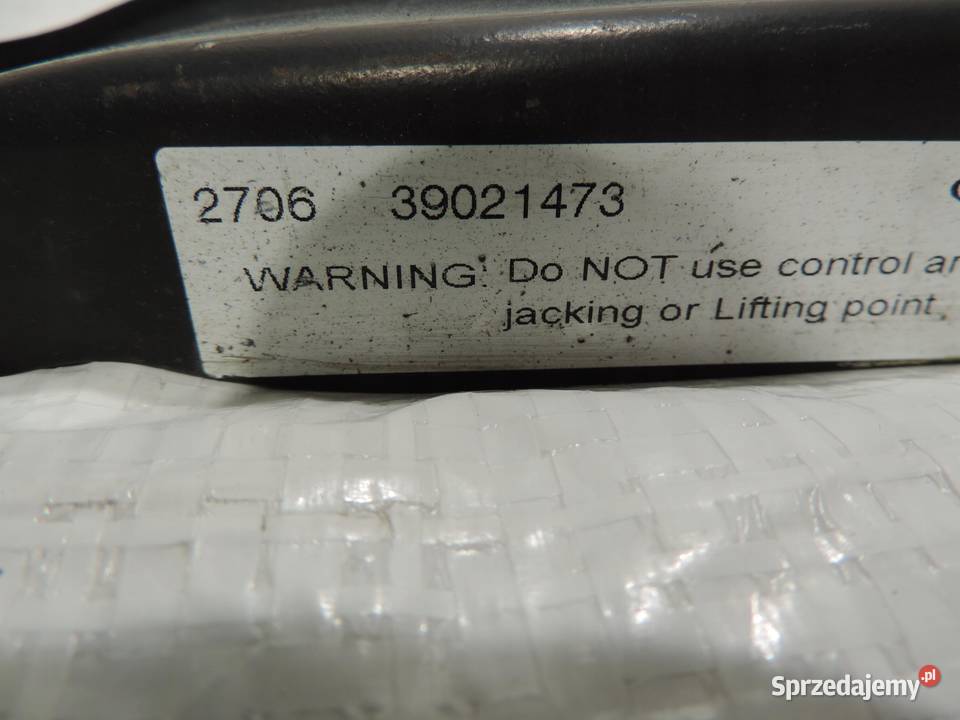 2706 39021473
WARNING: Do NOT use control
jacking or Lifting point,
Sprzedajemy.pl